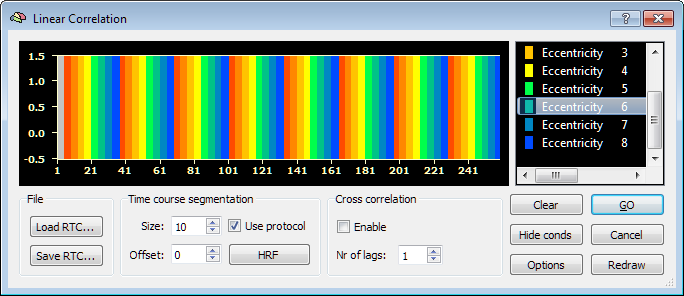 Linear Correlation
1.5
1.0
0.5
0.0
-0.5
1 21 41 61 81 101 121 141 161 181 201 221 241
Eccentricity 3
Eccentricity 4
Eccentricity 5
Eccentricity 6
Eccentricity 7
Eccentricity 8
File
Load RTC...
Save RTC...
Time course segmentation
Size: 10 Use protocol
Offset: 0 HRF
Cross correlation
Enable
Nr of lags: 1
Clear GO
Hide conds Cancel
Options Redraw